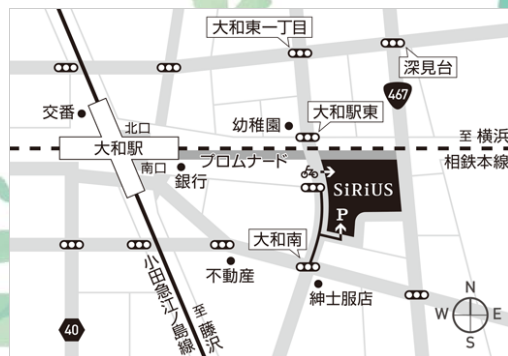 大和東一丁目
深見台
467
交番
北口
幼稚園
大和駅東
至 横浜
大和駅
プロムナード
相鉄本線
南口
銀行
SiRiUS
P
大和南
不動産
紳士服店
小田急江ノ島線
至 藤沢
40
N
W E
S